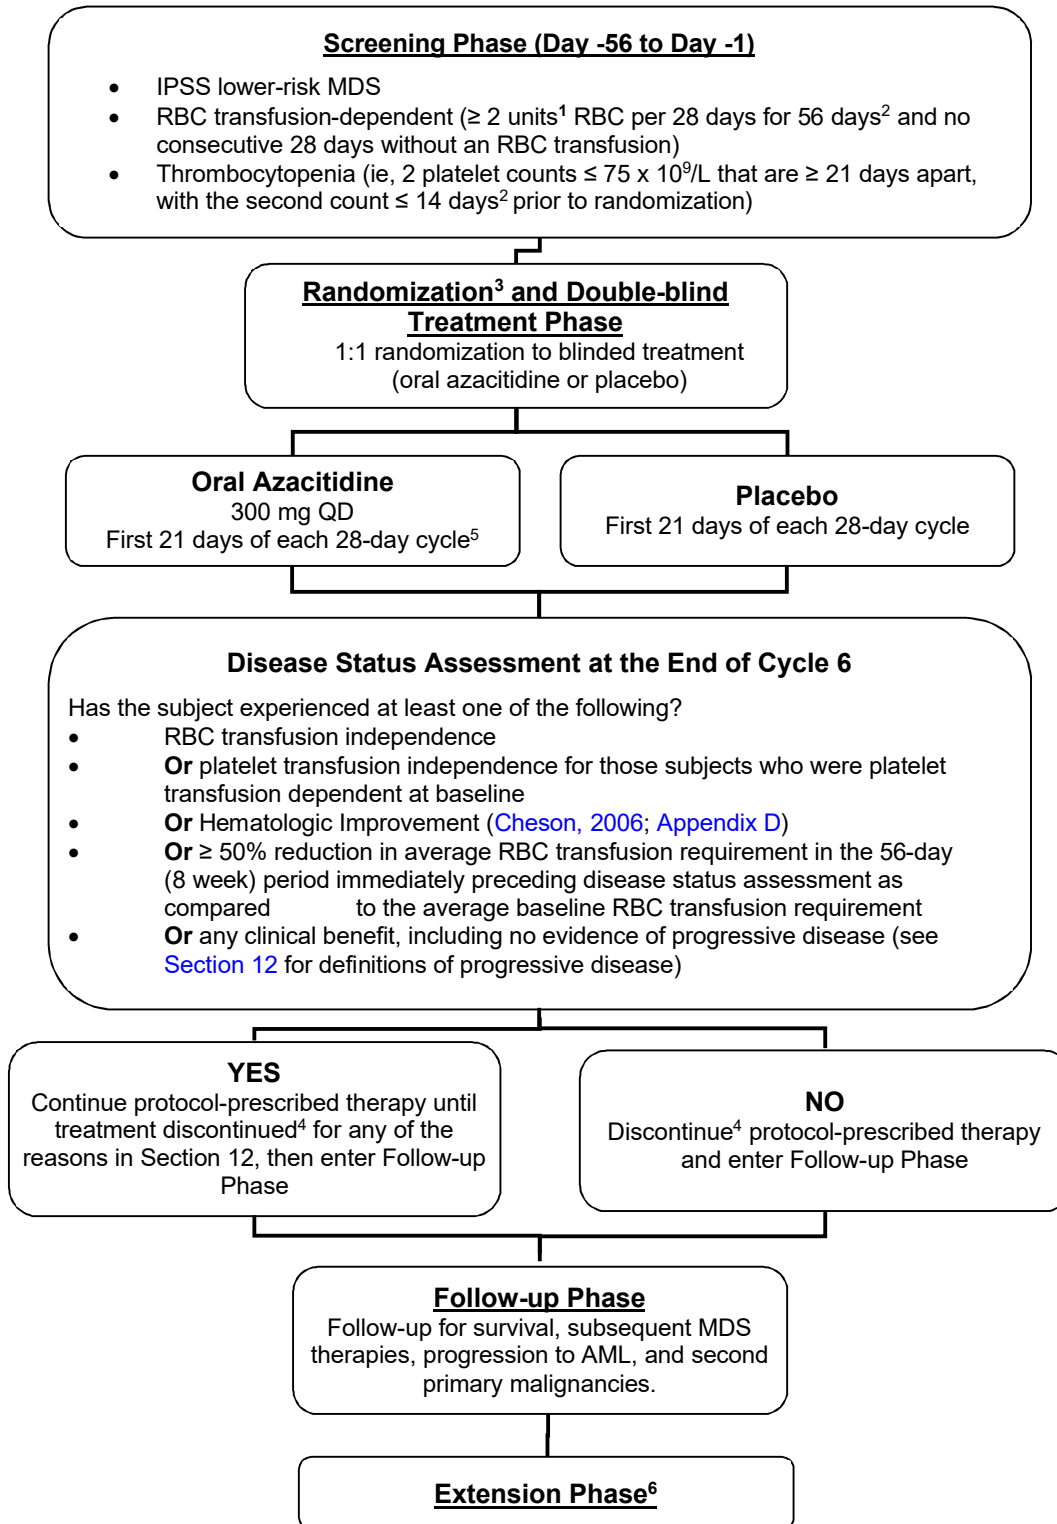 Screening Phase (Day -56 to Day -1)
• IPSS lower-risk MDS
• RBC transfusion-dependent (≥ 2 units¹ RBC per 28 days for 56 days² and no
consecutive 28 days without an RBC transfusion)
• Thrombocytopenia (ie, 2 platelet counts ≤ 75 x 10⁹/L that are ≥ 21 days apart,
with the second count ≤ 14 days² prior to randomization)
Randomization³ and Double-blind
Treatment Phase
1:1 randomization to blinded treatment
(oral azacitidine or placebo)
Oral Azacitidine
300 mg QD
First 21 days of each 28-day cycle⁵
Placebo
First 21 days of each 28-day cycle
Disease Status Assessment at the End of Cycle 6
Has the subject experienced at least one of the following?
• RBC transfusion independence
• Or platelet transfusion independence for those subjects who were platelet
transfusion dependent at baseline
• Or Hematologic Improvement (Cheson, 2006; Appendix D)
• Or ≥ 50% reduction in average RBC transfusion requirement in the 56-day
(8 week) period immediately preceding disease status assessment as
compared to the average baseline RBC transfusion requirement
• Or any clinical benefit, including no evidence of progressive disease (see
Section 12 for definitions of progressive disease)
YES
Continue protocol-prescribed therapy until
treatment discontinued⁴ for any of the
reasons in Section 12, then enter Follow-up
Phase
NO
Discontinue⁴ protocol-prescribed therapy
and enter Follow-up Phase
Follow-up Phase
Follow-up for survival, subsequent MDS
therapies, progression to AML, and second
primary malignancies.
Extension Phase⁶